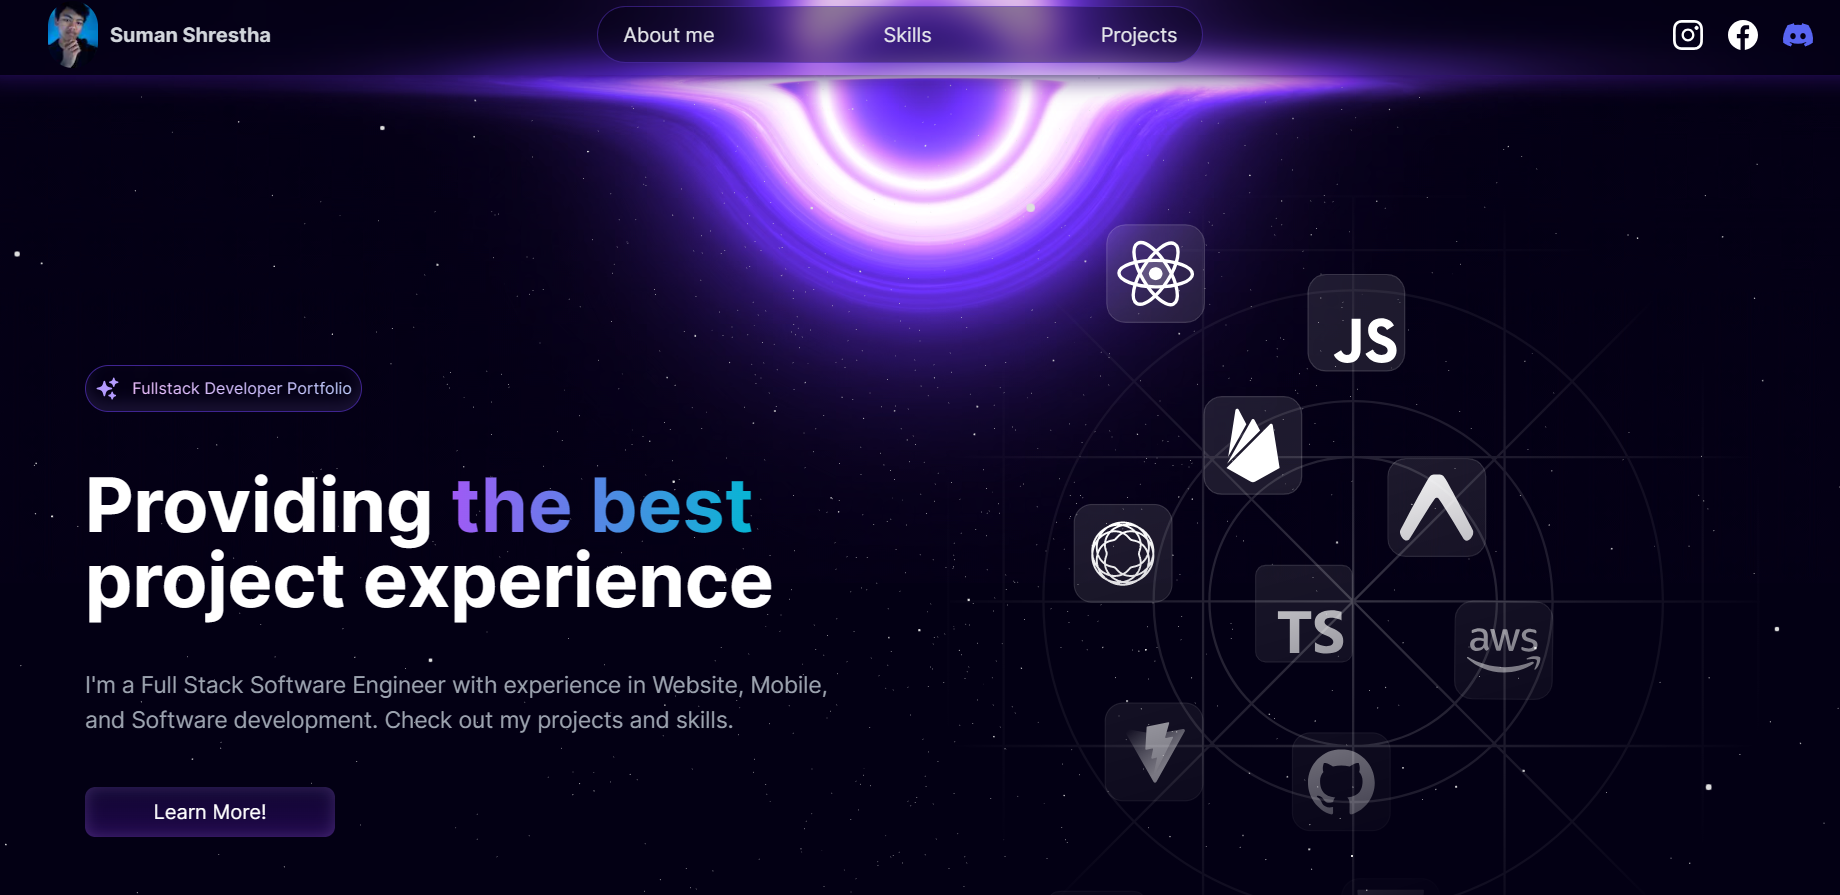 Suman Shrestha
About me
Skills
Projects
JS
Fullstack Developer Portfolio
Providing the best
project experience
TS
aws
I'm a Full Stack Software Engineer with experience in Website, Mobile,
and Software development. Check out my projects and skills.
Learn More!